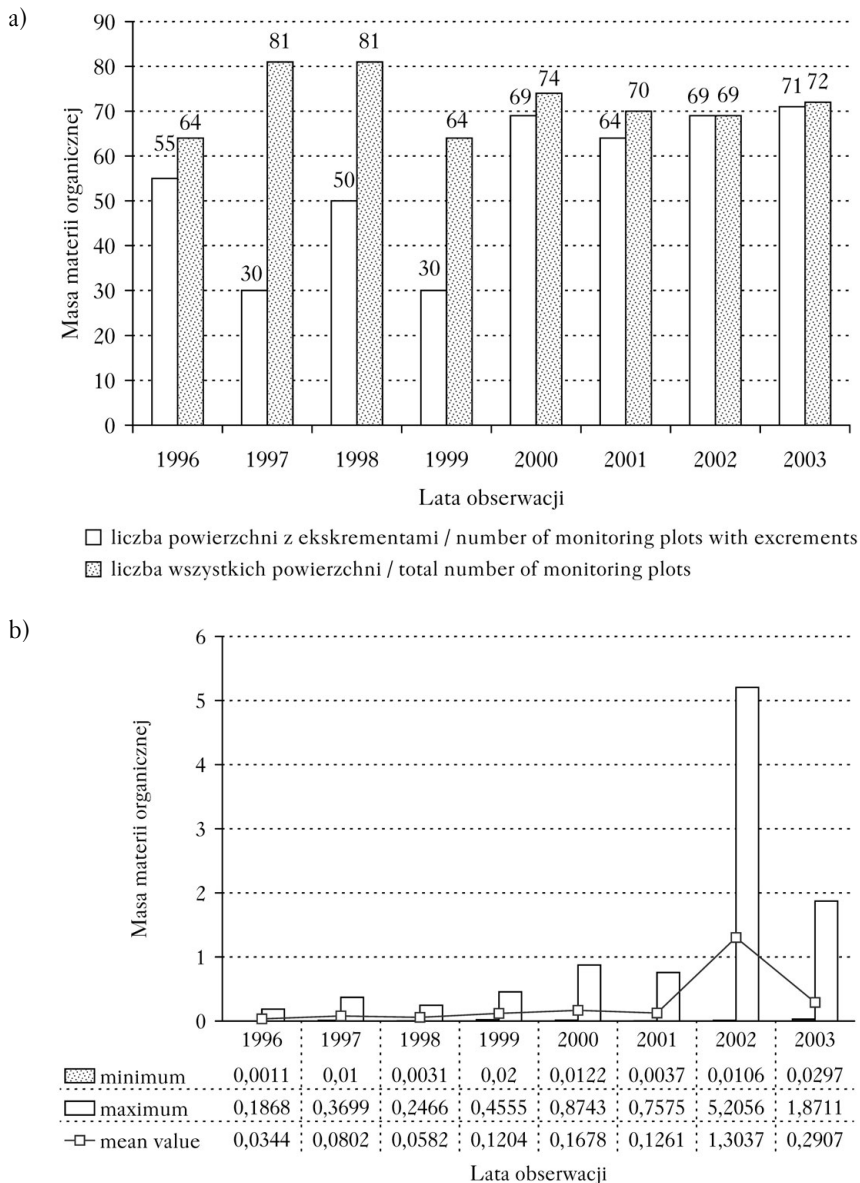 a)
Masa materii organicznej
90
80
70
60
50
40
30
20
10
0
55 64
30 81
50 81
30 64
69 74
64 70
69 69
71 72
1996 1997 1998 1999 2000 2001 2002 2003
Lata obserwacji
liczba powierzchni z ekskrementami / number of monitoring plots with excrements
liczba wszystkich powierzchni / total number of monitoring plots
b)
Masa materii organicznej
6
5
4
3
2
1
0
1996 1997 1998 1999 2000 2001 2002 2003
minimum 0,0011 0,01 0,0031 0,02 0,0122 0,0037 0,0106 0,0297
maximum 0,1868 0,3699 0,2466 0,4555 0,8743 0,7575 5,2056 1,8711
mean value 0,0344 0,0802 0,0582 0,1204 0,1678 0,1261 1,3037 0,2907
Lata obserwacji